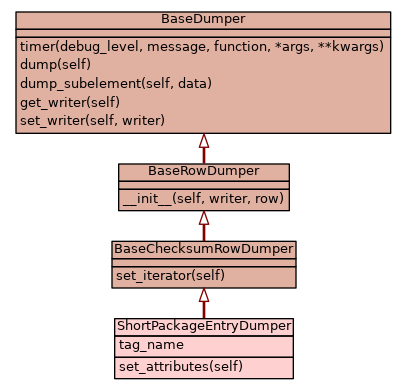 BaseDumper
timer(debug_level, message, function, *args, **kwargs)
dump(self)
dump_subelement(self, data)
get_writer(self)
set_writer(self, writer)
BaseRowDumper
__init__(self, writer, row)
BaseChecksumRowDumper
set_iterator(self)
ShortPackageEntryDumper
tag_name
set_attributes(self)